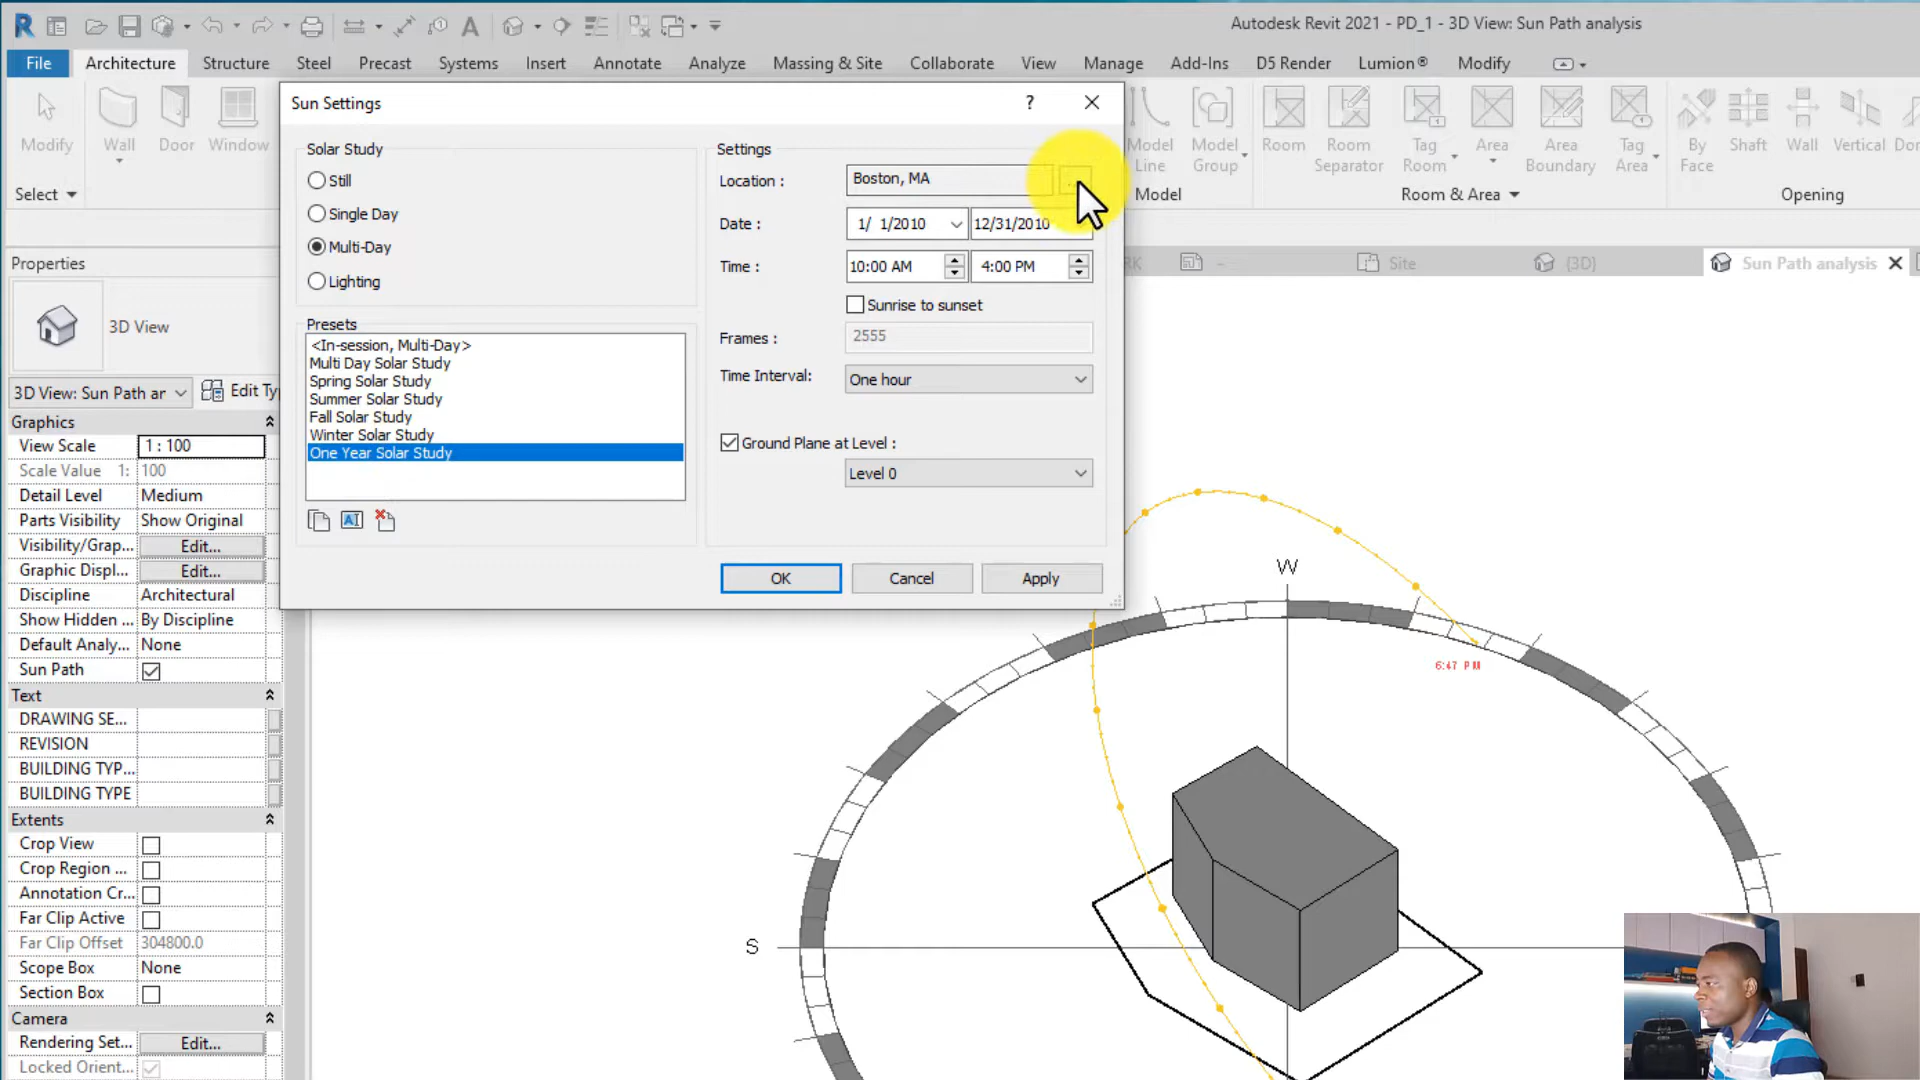 Autodesk Revit 2021 - PD_1 - 3D View: Sun Path analysis
File Architecture Structure Steel Precast Systems Insert Annotate Analyze Massing & Site Collaborate View Manage Add-Ins D5 Render Lumion® Modify
Modify
Wall
Door
Window
Select
Model Line
Model Group
Room
Room Separator
Tag Room
Area
Area Boundary
Tag Area
By Face
Shaft
Wall
Vertical
Model
Room & Area
Opening
Site
{3D}
Sun Path analysis
Sun Settings
?
Solar Study
Still
Single Day
Multi-Day
Lighting
Presets
<In-session, Multi-Day>
Multi Day Solar Study
Spring Solar Study
Summer Solar Study
Fall Solar Study
Winter Solar Study
One Year Solar Study
Settings
Location : Boston, MA
Date : 1/ 1/2010 12/31/2010
Time : 10:00 AM 4:00 PM
Sunrise to sunset
Frames : 2555
Time Interval: One hour
Ground Plane at Level :
Level 0
OK Cancel Apply
Properties
3D View
3D View: Sun Path ar Edit Ty
Graphics
View Scale 1 : 100
Scale Value 1: 100
Detail Level Medium
Parts Visibility Show Original
Visibility/Grap... Edit...
Graphic Displ... Edit...
Discipline Architectural
Show Hidden ... By Discipline
Default Analy... None
Sun Path
Text
DRAWING SE...
REVISION
BUILDING TYP...
BUILDING TYPE
Extents
Crop View
Crop Region ...
Annotation Cr...
Far Clip Active
Far Clip Offset 304800.0
Scope Box None
Section Box
Camera
Rendering Set... Edit...
Locked Orient...
W
6:47 PM
S